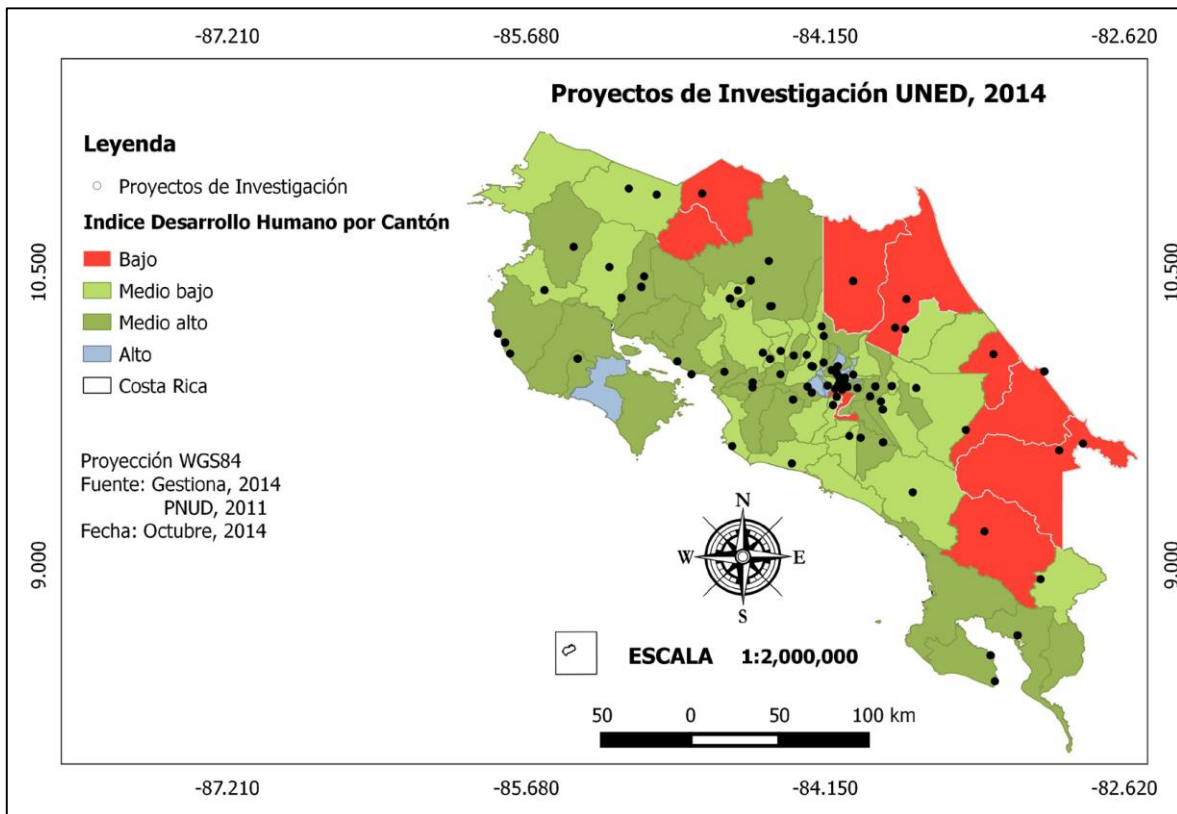 -87.210 -85.680 -84.150 -82.620
Proyectos de Investigación UNED, 2014
Leyenda
Proyectos de Investigación
Indice Desarrollo Humano por Cantón
Bajo
Medio bajo
Medio alto
Alto
Costa Rica
10.500
10.500
Proyección WGS84
Fuente: Gestiona, 2014
PNUD, 2011
Fecha: Octubre, 2014
9.000
9.000
N
W E
S
ESCALA 1:2,000,000
50 0 50 100 km
-87.210 -85.680 -84.150 -82.620